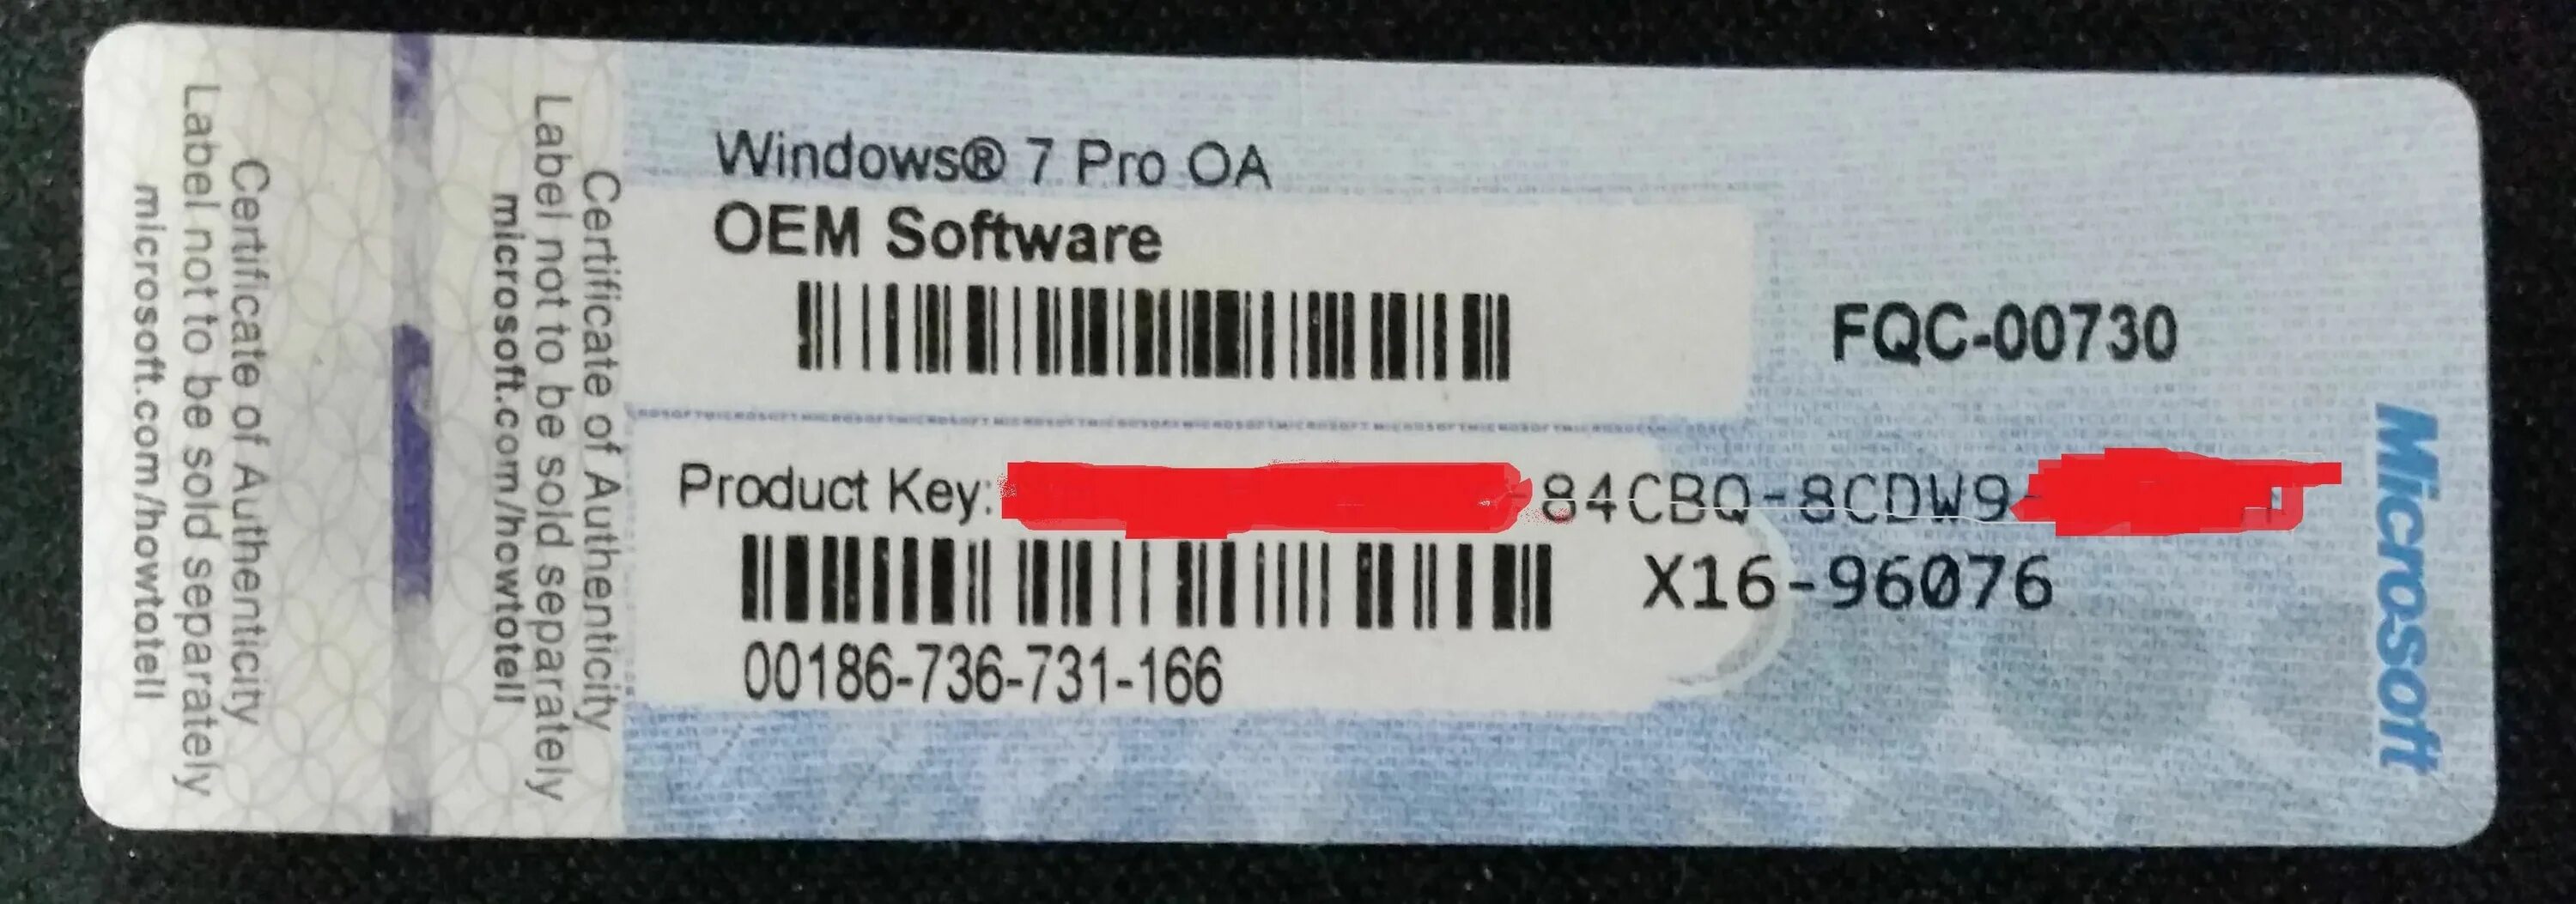 Certificate of Authenticity
Label not to be sold separately
microsoft.com/howtotell
Certificate of Authenticity
Label not to be sold separately
microsoft.com/howtotell
Windows® 7 Pro OA
OEM Software
FQC-00730
Product Key: -84CBQ-8CDW9-
X16-96076
00186-736-731-166
Microsoft